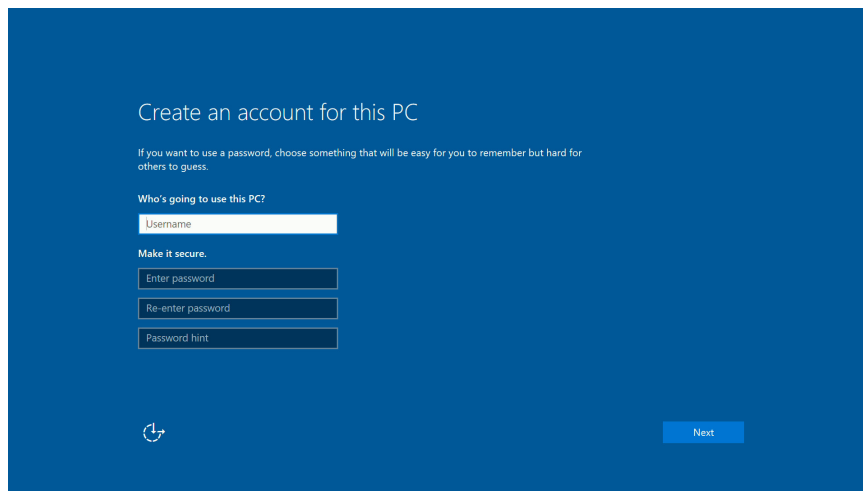 Create an account for this PC
If you want to use a password, choose something that will be easy for you to remember but hard for
others to guess.
Who's going to use this PC?
Username
Make it secure.
Enter password
Re-enter password
Password hint
Next